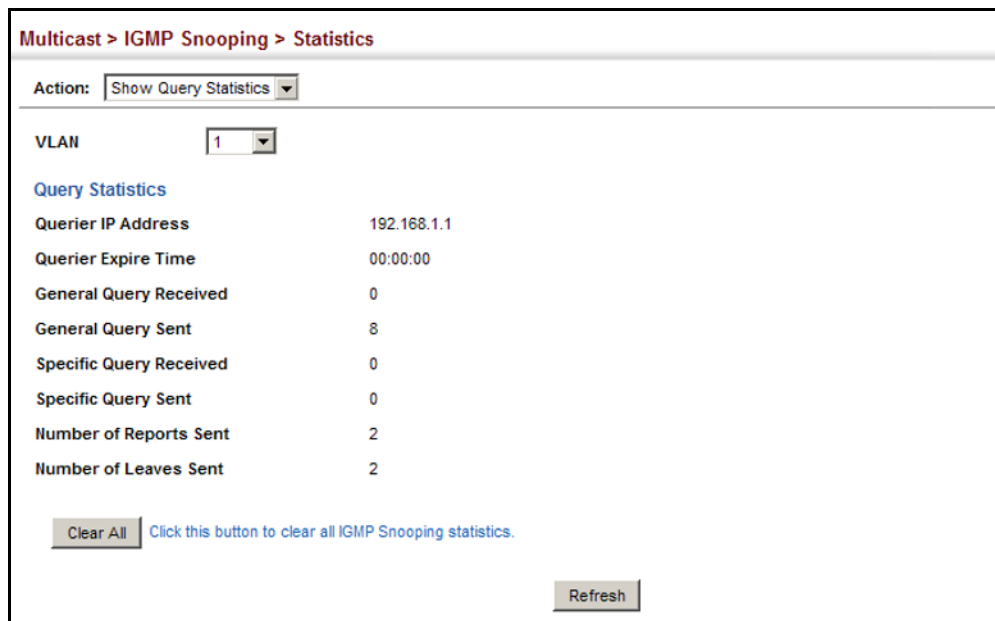 Multicast > IGMP Snooping > Statistics
Action: Show Query Statistics
VLAN 1
Query Statistics
Querier IP Address 192.168.1.1
Querier Expire Time 00:00:00
General Query Received 0
General Query Sent 8
Specific Query Received 0
Specific Query Sent 0
Number of Reports Sent 2
Number of Leaves Sent 2
Clear All Click this button to clear all IGMP Snooping statistics.
Refresh